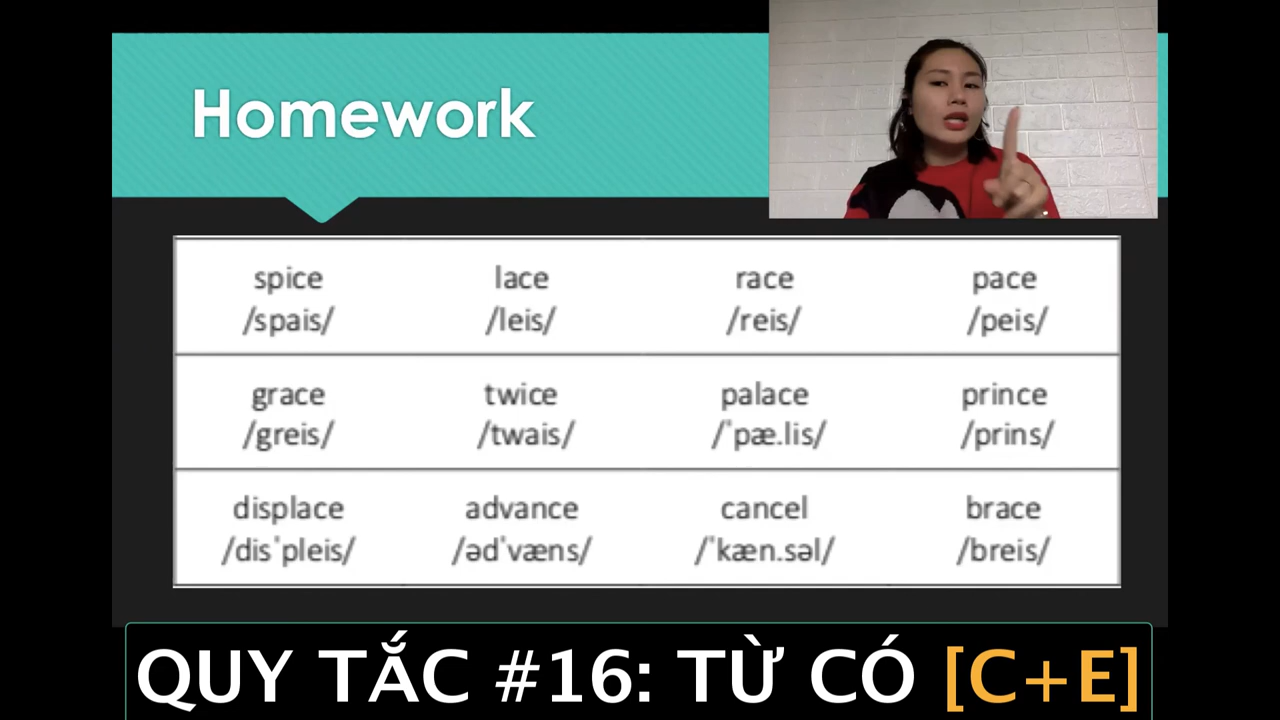 Homework
spice lace race pace
/spais/ /leis/ /reis/ /peis/
grace twice palace prince
/greis/ /twais/ /ˈpæ.lis/ /prins/
displace advance cancel brace
/disˈpleis/ /ədˈvæns/ /ˈkæn.səl/ /breis/
QUY TẮC #16: TỪ CÓ [C+E]